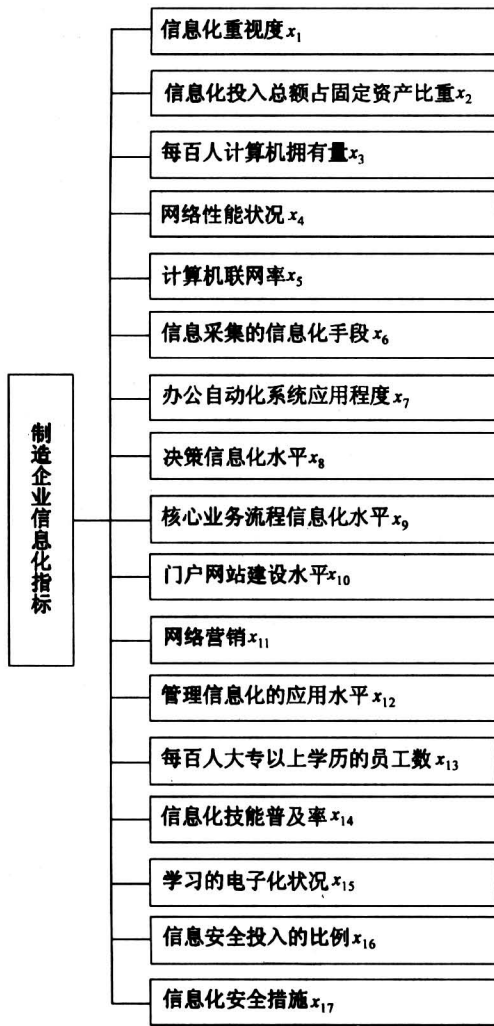 信息化重视度x₁
信息化投入总额占固定资产比重x₂
每百人计算机拥有量x₃
网络性能状况x₄
计算机联网率x₅
信息采集的信息化手段x₆
办公自动化系统应用程度x₇
决策信息化水平x₈
核心业务流程信息化水平x₉
门户网站建设水平x₁₀
网络营销x₁₁
管理信息化的应用水平x₁₂
每百人大专以上学历的员工数x₁₃
信息化技能普及率x₁₄
学习的电子化状况x₁₅
信息安全投入的比例x₁₆
信息化安全措施x₁₇
制造企业信息化指标